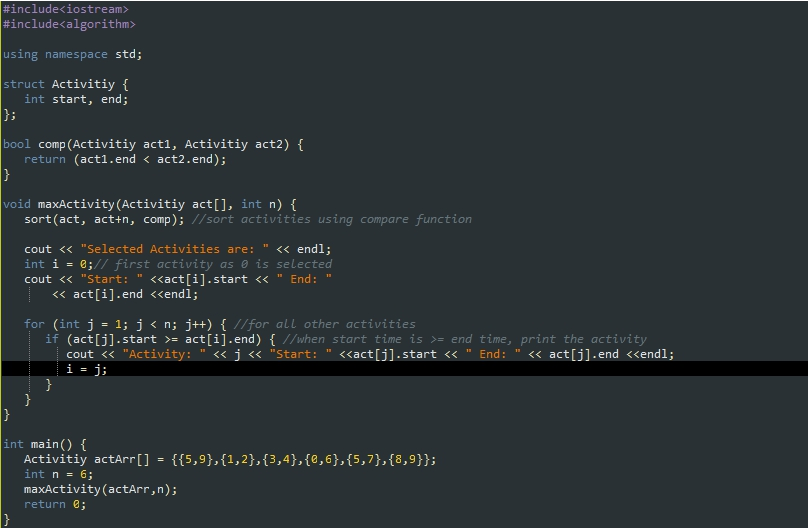 #include<iostream>
#include<algorithm>
using namespace std;
struct Activitiy {
int start, end;
};
bool comp(Activitiy act1, Activitiy act2) {
return (act1.end < act2.end);
}
void maxActivity(Activitiy act[], int n) {
sort(act, act+n, comp); //sort activities using compare function
cout << "Selected Activities are: " << endl;
int i = 0;// first activity as 0 is selected
cout << "Start: " <<act[i].start << " End: "
<< act[i].end <<endl;
for (int j = 1; j < n; j++) { //for all other activities
if (act[j].start >= act[i].end) { //when start time is >= end time, print the activity
cout << "Activity: " << j << "Start: " <<act[j].start << " End: " << act[j].end <<endl;
i = j;
}
}
}
int main() {
Activitiy actArr[] = {{5,9},{1,2},{3,4},{0,6},{5,7},{8,9}};
int n = 6;
maxActivity(actArr,n);
return 0;
}